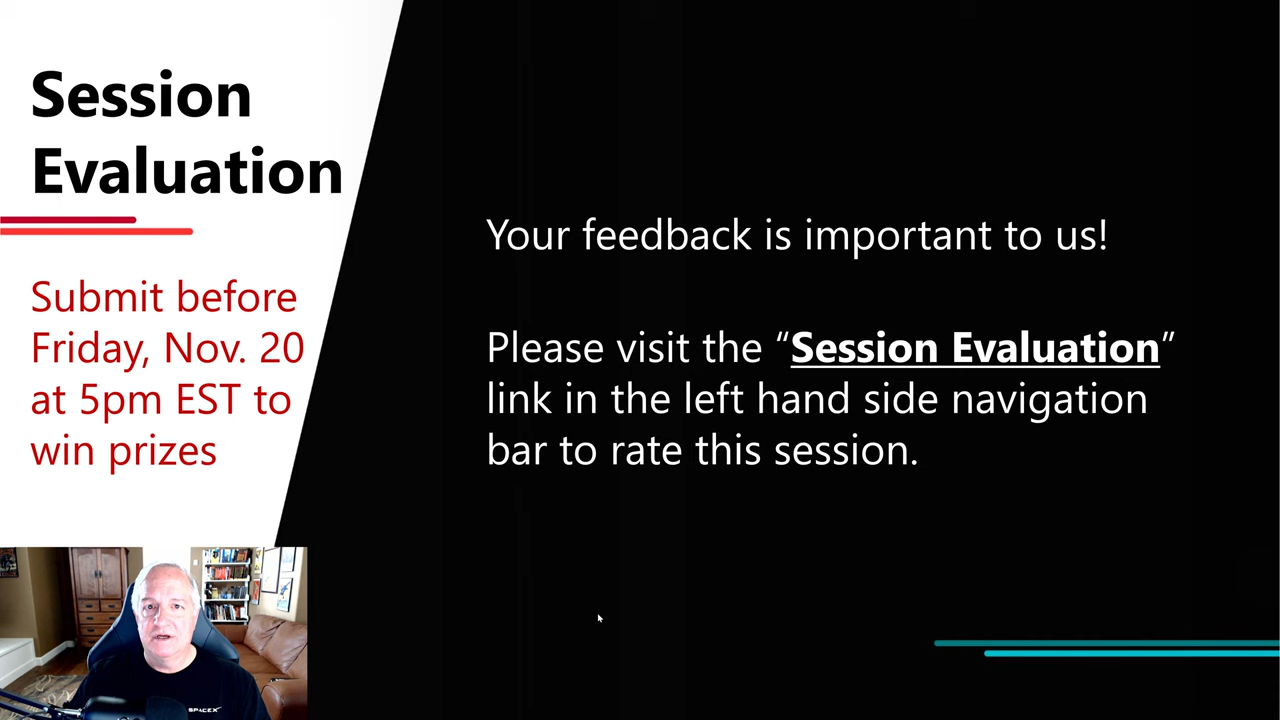 Session
Evaluation
Submit before
Friday, Nov. 20
at 5pm EST to
win prizes
Your feedback is important to us!
Please visit the “Session Evaluation”
link in the left hand side navigation
bar to rate this session.
SPACEX